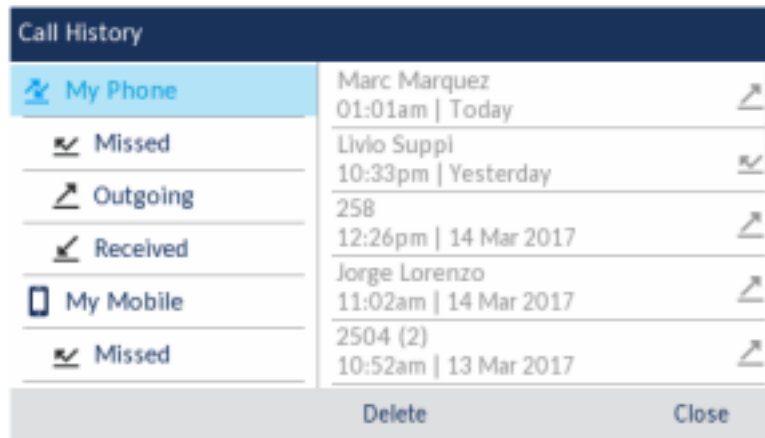 Call History
My Phone
Missed
Outgoing
Received
My Mobile
Missed
Marc Marquez
01:01am | Today
Livio Suppi
10:33pm | Yesterday
258
12:26pm | 14 Mar 2017
Jorge Lorenzo
11:02am | 14 Mar 2017
2504 (2)
10:52am | 13 Mar 2017
Delete
Close